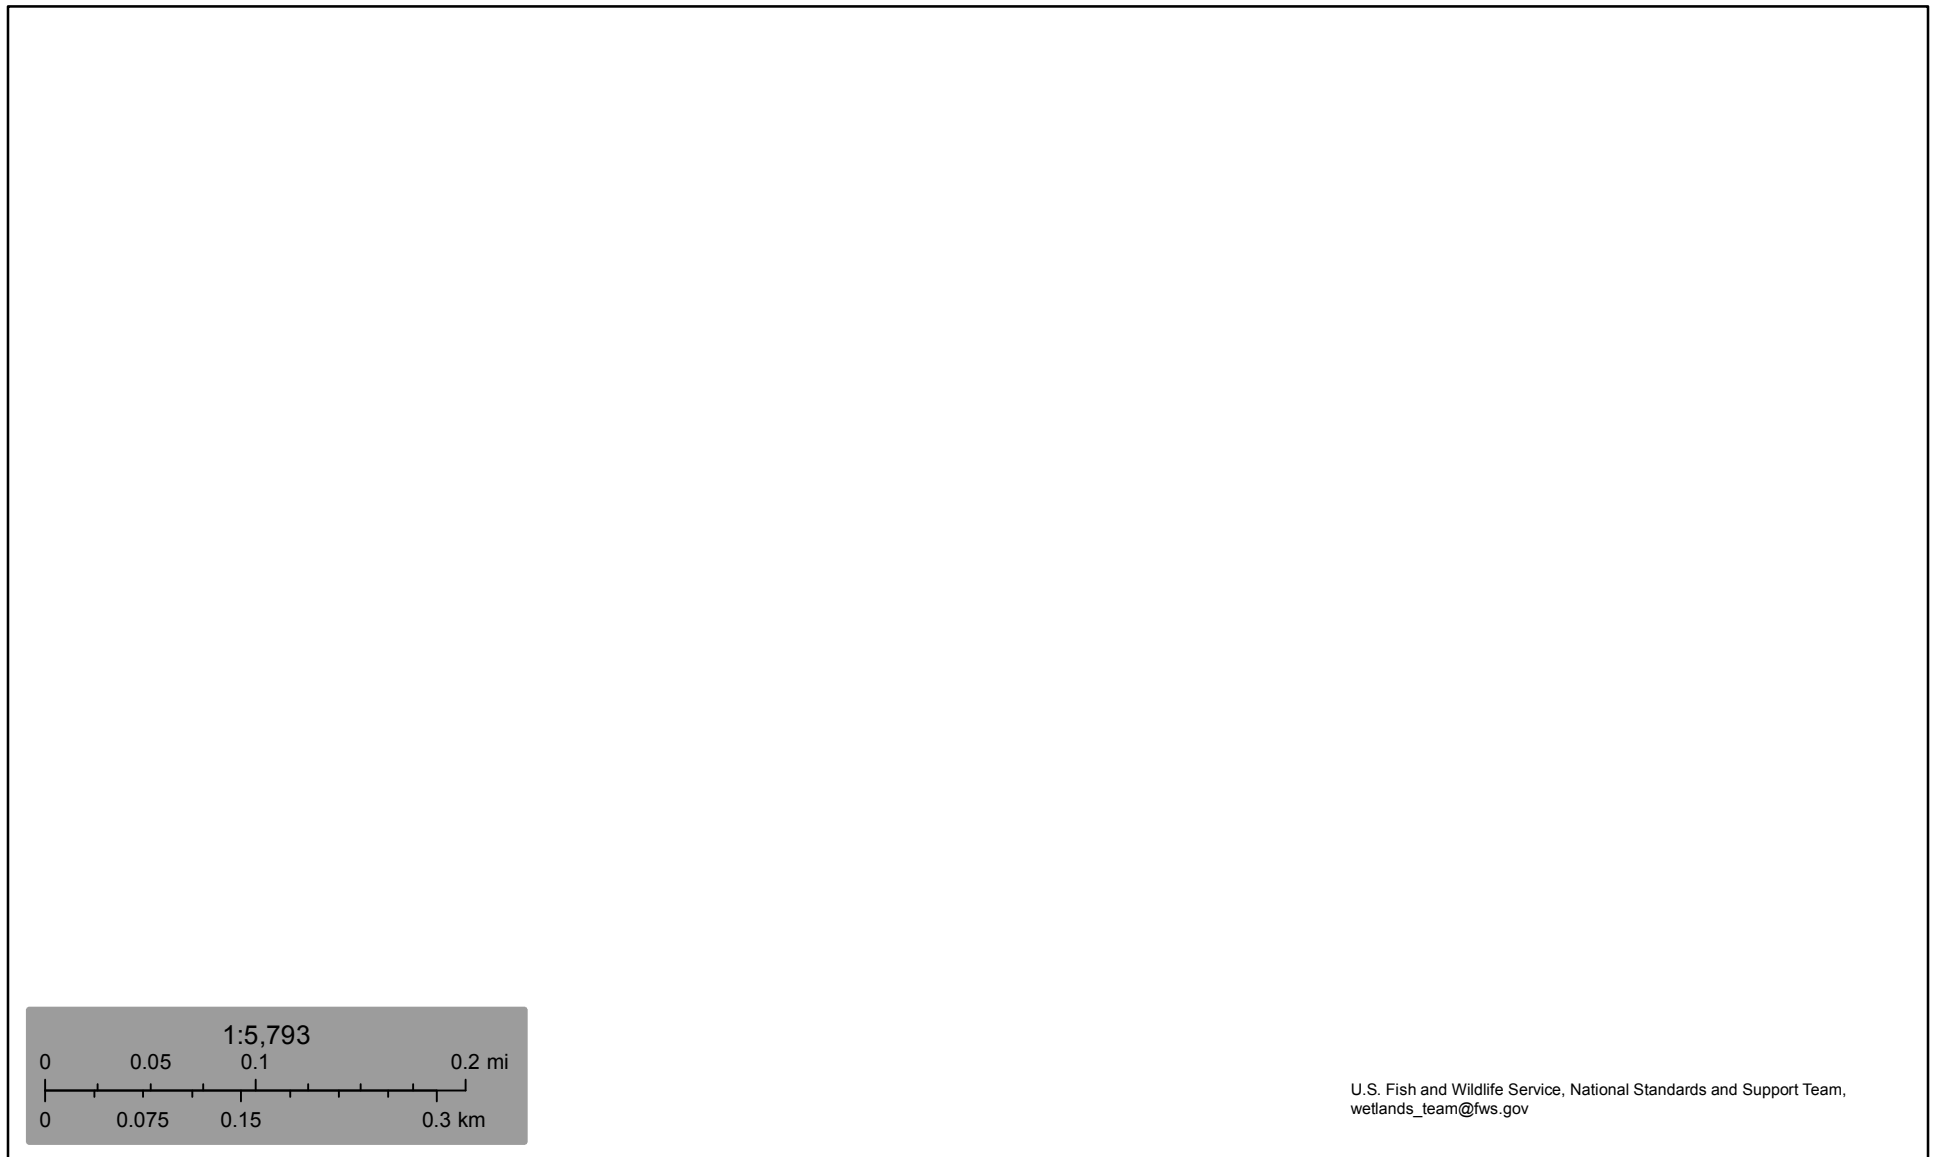 1:5,793
0 0.05 0.1 0.2 mi
0 0.075 0.15 0.3 km
U.S. Fish and Wildlife Service, National Standards and Support Team,
wetlands_team@fws.gov